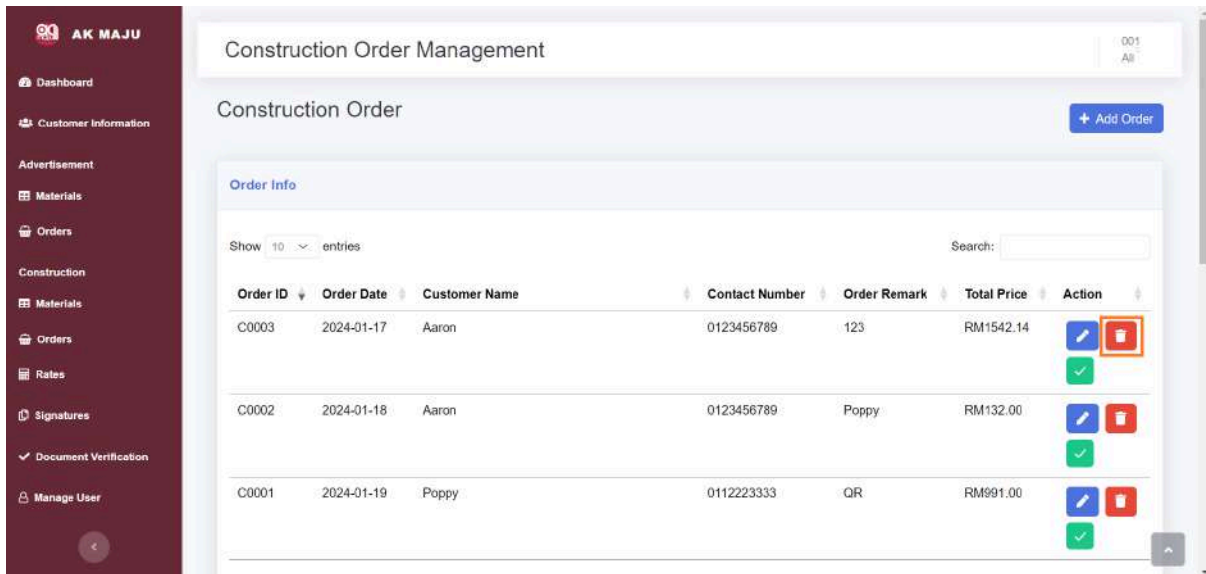 AK MAJU
Dashboard
Customer Information
Advertisement
Materials
Orders
Construction
Materials
Orders
Rates
Signatures
Document Verification
Manage User
Construction Order Management
001
All
Construction Order
+ Add Order
Order Info
Show 10 entries
Search:
Order ID Order Date Customer Name Contact Number Order Remark Total Price Action
C0003 2024-01-17 Aaron 0123456789 123 RM1542.14
C0002 2024-01-18 Aaron 0123456789 Poppy RM132.00
C0001 2024-01-19 Poppy 0112223333 QR RM991.00